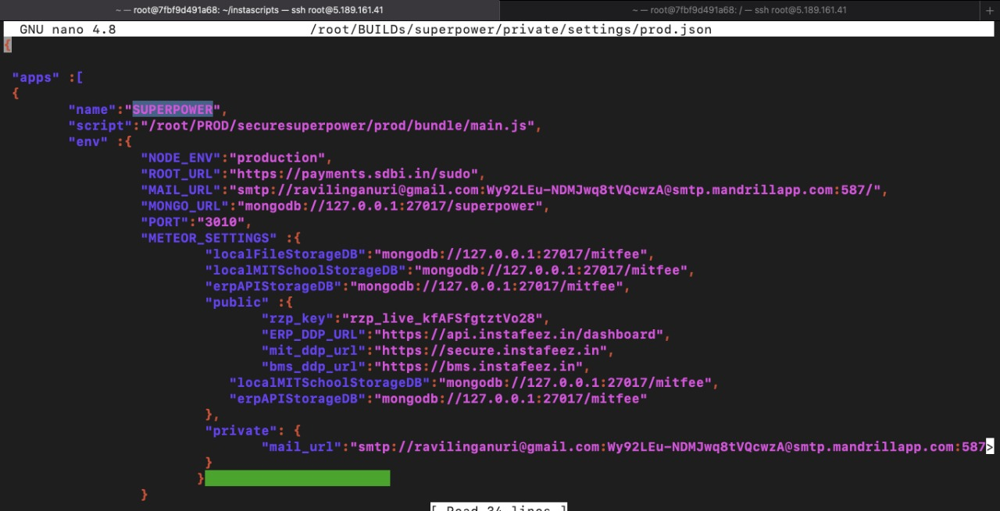 ~ — root@7fbf9d491a68: ~/instascripts — ssh root@5.189.161.41
~ — root@7fbf9d491a68: / — ssh root@5.189.161.41 +
GNU nano 4.8 /root/BUILDs/superpower/private/settings/prod.json
{
"apps" :[
{
"name":"SUPERPOWER",
"script":"/root/PROD/securesuperpower/prod/bundle/main.js",
"env" :{
"NODE_ENV":"production",
"ROOT_URL":"https://payments.sdbi.in/sudo",
"MAIL_URL":"smtp://ravilinganuri@gmail.com:Wy92LEu-NDMJwq8tVQcwzA@smtp.mandrillapp.com:587/",
"MONGO_URL":"mongodb://127.0.0.1:27017/superpower",
"PORT":"3010",
"METEOR_SETTINGS" :{
"localFileStorageDB":"mongodb://127.0.0.1:27017/mitfee",
"localMITSchoolStorageDB":"mongodb://127.0.0.1:27017/mitfee",
"erpAPIStorageDB":"mongodb://127.0.0.1:27017/mitfee",
"public" :{
"rzp_key":"rzp_live_kfAFSfgtztVo28",
"ERP_DDP_URL":"https://api.instafeez.in/dashboard",
"mit_ddp_url":"https://secure.instafeez.in",
"bms_ddp_url":"https://bms.instafeez.in",
"localMITSchoolStorageDB":"mongodb://127.0.0.1:27017/mitfee",
"erpAPIStorageDB":"mongodb://127.0.0.1:27017/mitfee"
},
"private": {
"mail_url":"smtp://ravilinganuri@gmail.com:Wy92LEu-NDMJwq8tVQcwzA@smtp.mandrillapp.com:587>
}
}
}
[ Read 34 lines ]